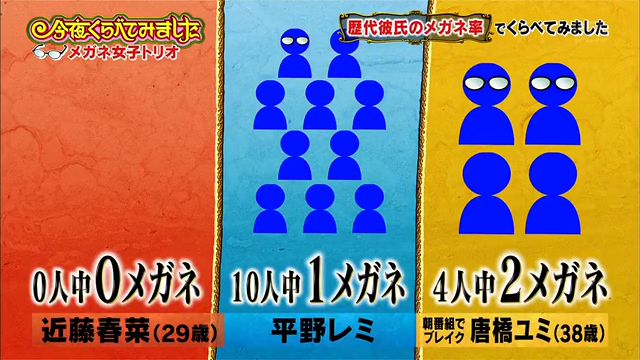 今夜くらべてみました
メガネ女子トリオ
歴代彼氏のメガネ率でくらべてみました
0人中0メガネ
近藤春菜(29歳)
10人中1メガネ
平野レミ
4人中2メガネ
朝番組で
ブレイク
唐橋ユミ(38歳)